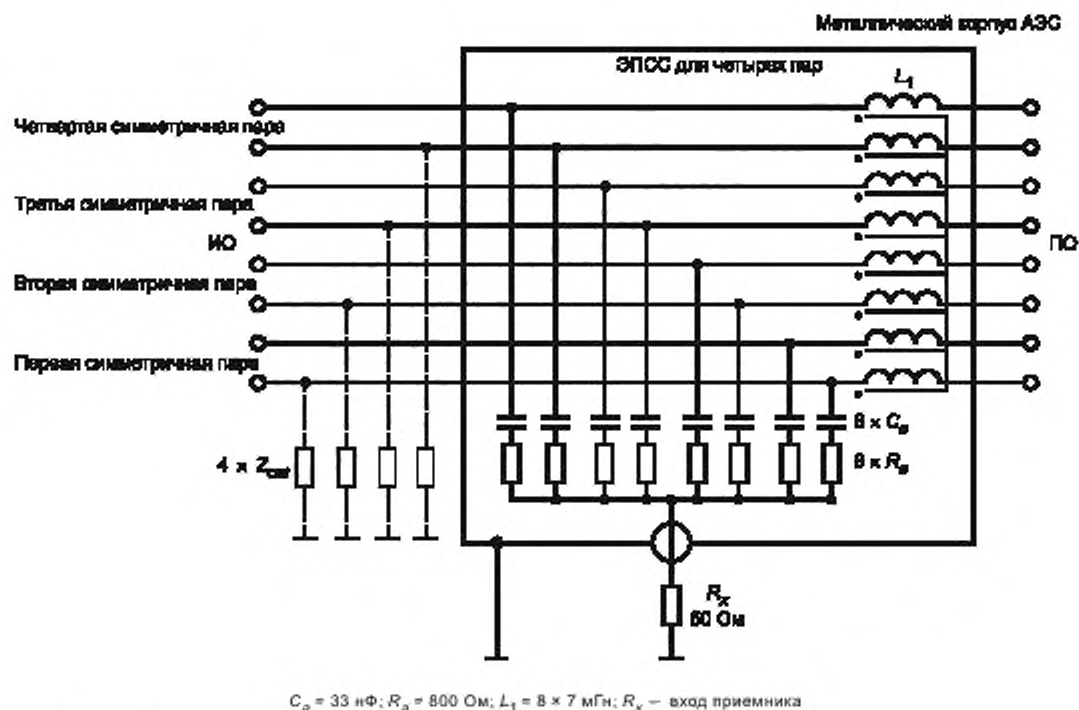 Металлический корпус АЭС
ЭПСС для четырех пар
L₁
Четвертая симметричная пара
Третья симметричная пара
ИО
ПО
Вторая симметричная пара
Первая симметричная пара
8 × Cₐ
4 × Z
8 × Rₐ
Rₓ
50 Ом
Cₐ = 33 нФ; Rₐ = 800 Ом; L₁ = 8 × 7 мГн; Rₓ — вход приемника